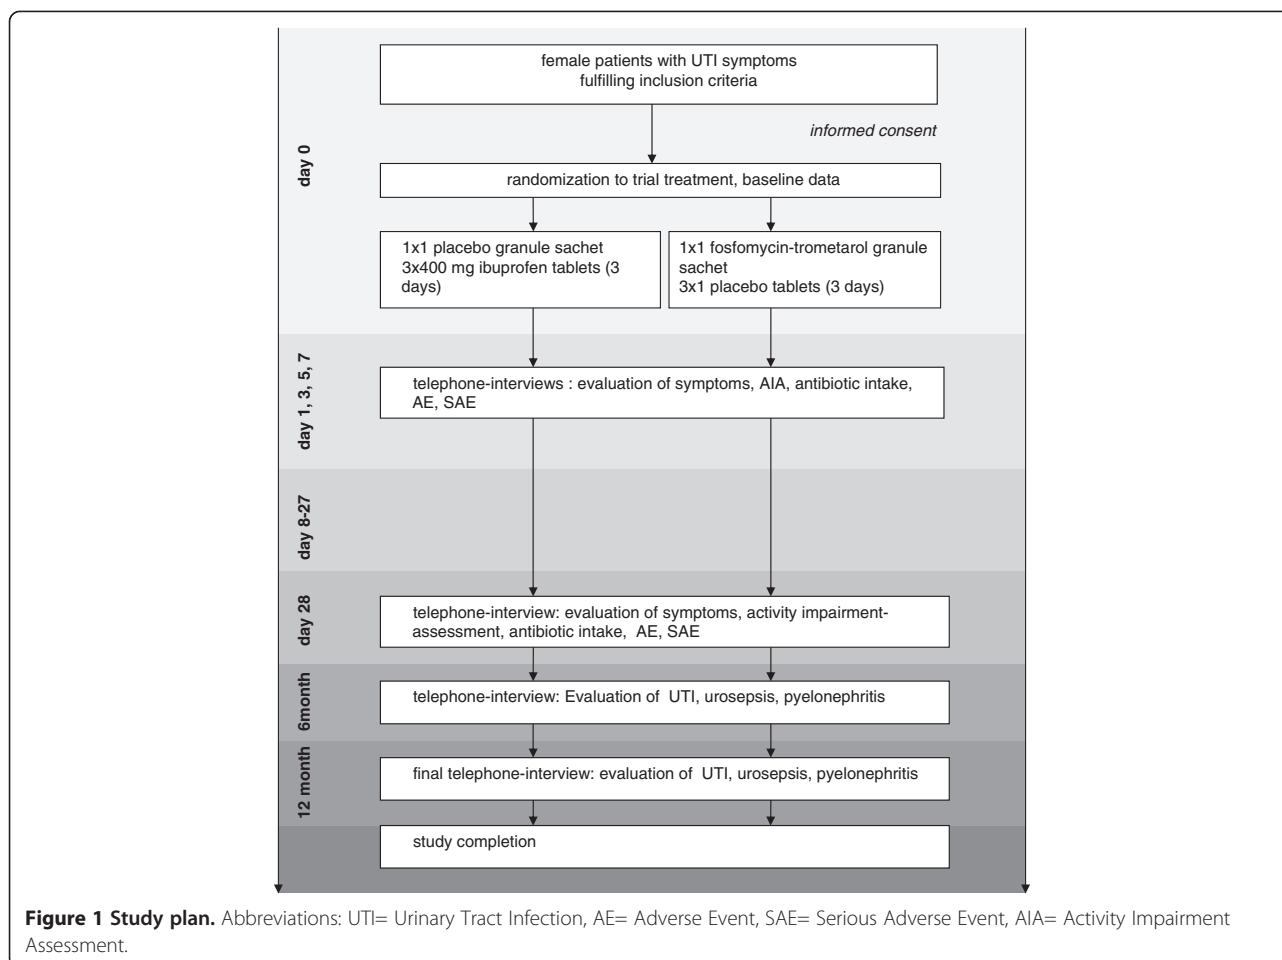 female patients with UTI symptoms
fulfilling inclusion criteria
informed consent
day 0
randomization to trial treatment, baseline data
1x1 placebo granule sachet
3x400 mg ibuprofen tablets (3
days)
1x1 fosfomycin-trometarol granule
sachet
3x1 placebo tablets (3 days)
day 1, 3, 5, 7
telephone-interviews : evaluation of symptoms, AIA, antibiotic intake,
AE, SAE
day 8-27
day 28
telephone-interview: evaluation of symptoms, activity impairment-
assessment, antibiotic intake, AE, SAE
6month
telephone-interview: Evaluation of UTI, urosepsis, pyelonephritis
12 month
final telephone-interview: evaluation of UTI, urosepsis, pyelonephritis
study completion
Figure 1 Study plan. Abbreviations: UTI= Urinary Tract Infection, AE= Adverse Event, SAE= Serious Adverse Event, AIA= Activity Impairment
Assessment.